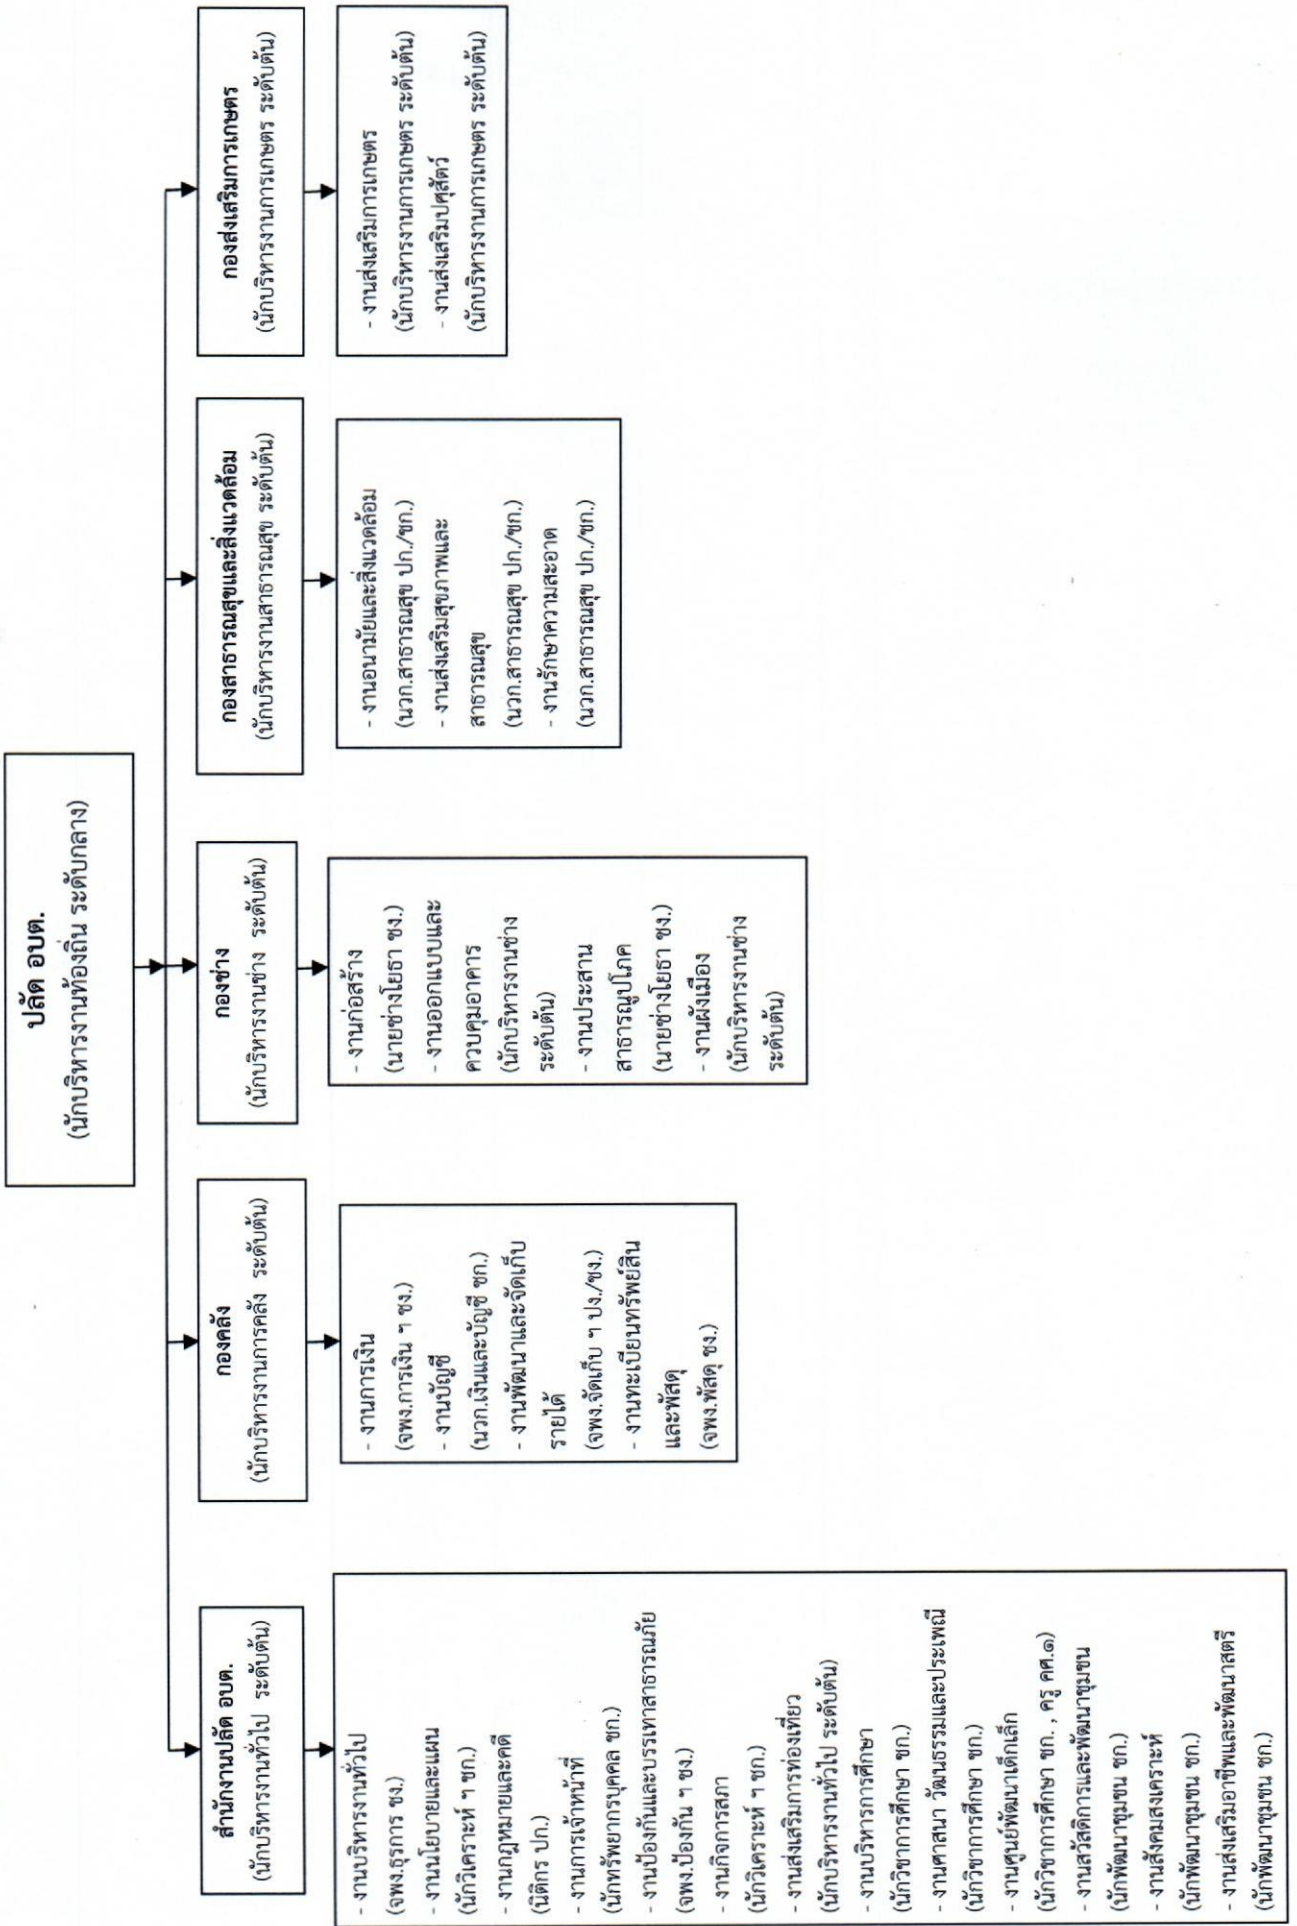 ปลัด อบต.
(นักบริหารงานท้องถิ่น ระดับกลาง)
สำนักงานปลัด อบต.
(นักบริหารงานทั่วไป ระดับต้น)
- งานบริหารงานทั่วไป
(จพง.ธุรการ ชง.)
- งานนโยบายและแผน
(นักวิเคราะห์ ฯ ชก.)
- งานกฎหมายและคดี
(นิติกร ปก.)
- งานการเจ้าหน้าที่
(นักทรัพยากรบุคคล ชก.)
- งานป้องกันและบรรเทาสาธารณภัย
(จพง.ป้องกัน ฯ ชง.)
- งานกิจการสภา
(นักวิเคราะห์ ฯ ชก.)
- งานส่งเสริมการท่องเที่ยว
(นักบริหารงานทั่วไป ระดับต้น)
- งานบริหารการศึกษา
(นักวิชาการศึกษา ชก.)
- งานศาสนา วัฒนธรรมและประเพณี
(นักวิชาการศึกษา ชก.)
- งานศูนย์พัฒนาเด็กเล็ก
(นักวิชาการศึกษา ชก. , ครู คศ.๑)
- งานสวัสดิการและพัฒนาชุมชน
(นักพัฒนาชุมชน ชก.)
- งานสังคมสงเคราะห์
(นักพัฒนาชุมชน ชก.)
- งานส่งเสริมอาชีพและพัฒนาสตรี
(นักพัฒนาชุมชน ชก.)
กองคลัง
(นักบริหารงานการคลัง ระดับต้น)
- งานการเงิน
(จพง.การเงิน ฯ ชง.)
- งานบัญชี
(นวก.เงินและบัญชี ชก.)
- งานพัฒนาและจัดเก็บ
รายได้
(จพง.จัดเก็บ ฯ ปง./ชง.)
- งานทะเบียนทรัพย์สิน
และพัสดุ
(จพง.พัสดุ ชง.)
กองช่าง
(นักบริหารงานช่าง ระดับต้น)
- งานก่อสร้าง
(นายช่างโยธา ชง.)
- งานออกแบบและ
ควบคุมอาคาร
(นักบริหารงานช่าง
ระดับต้น)
- งานประสาน
สาธารณูปโภค
(นายช่างโยธา ชง.)
- งานผังเมือง
(นักบริหารงานช่าง
ระดับต้น)
กองสาธารณสุขและสิ่งแวดล้อม
(นักบริหารงานสาธารณสุข ระดับต้น)
- งานอนามัยและสิ่งแวดล้อม
(นวก.สาธารณสุข ปก./ชก.)
- งานส่งเสริมสุขภาพและ
สาธารณสุข
(นวก.สาธารณสุข ปก./ชก.)
- งานรักษาความสะอาด
(นวก.สาธารณสุข ปก./ชก.)
กองส่งเสริมการเกษตร
(นักบริหารงานการเกษตร ระดับต้น)
- งานส่งเสริมการเกษตร
(นักบริหารงานการเกษตร ระดับต้น)
- งานส่งเสริมปศุสัตว์
(นักบริหารงานการเกษตร ระดับต้น)